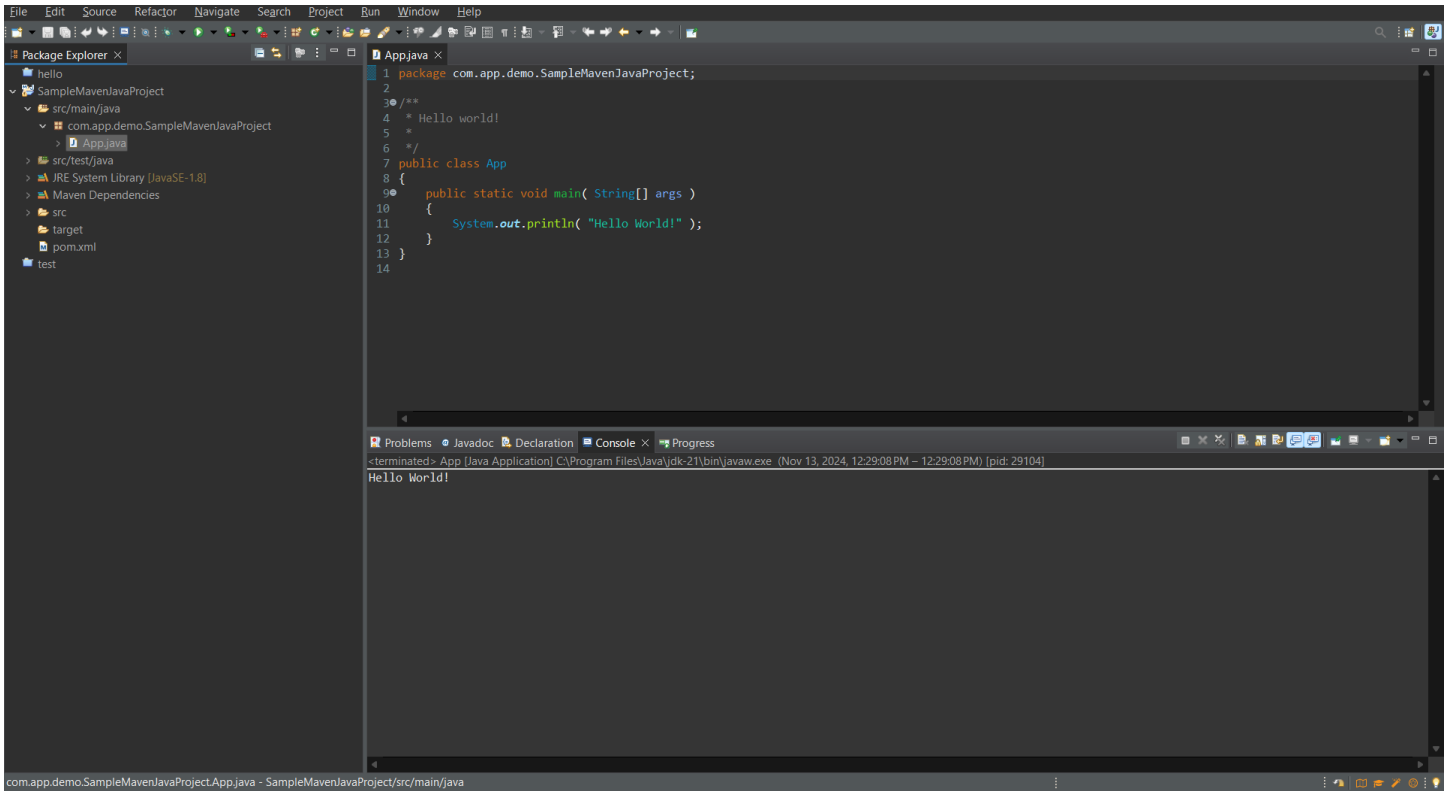 File Edit Source Refactor Navigate Search Project Run Window Help
Package Explorer
hello
SampleMavenJavaProject
src/main/java
com.app.demo.SampleMavenJavaProject
App.java
src/test/java
JRE System Library [JavaSE-1.8]
Maven Dependencies
src
target
pom.xml
test
App.java
1 package com.app.demo.SampleMavenJavaProject;
2
3 /**
4 * Hello world!
5 *
6 */
7 public class App
8 {
9 public static void main( String[] args )
10 {
11 System.out.println( "Hello World!" );
12 }
13 }
14
Problems Javadoc Declaration Console Progress
<terminated> App [Java Application] C:\Program Files\Java\jdk-21\bin\javaw.exe (Nov 13, 2024, 12:29:08 PM – 12:29:08 PM) [pid: 29104]
Hello World!
com.app.demo.SampleMavenJavaProject.App.java - SampleMavenJavaProject/src/main/java